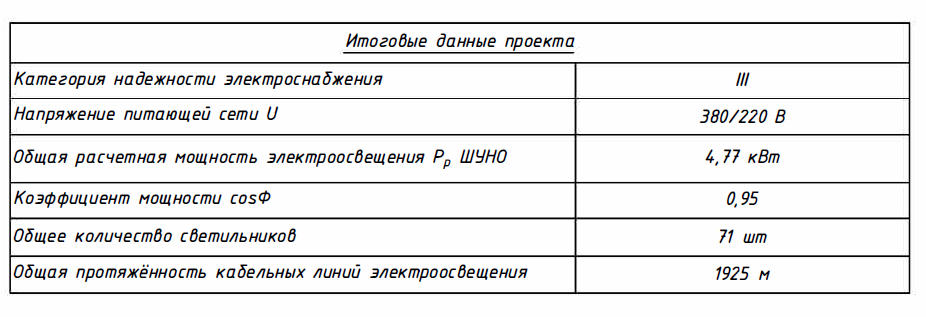 Итоговые данные проекта
Категория надежности электроснабжения III
Напряжение питающей сети U 380/220 В
Общая расчетная мощность электроосвещения Рр ШУНО 4,77 кВт
Коэффициент мощности cosФ 0,95
Общее количество светильников 71 шт
Общая протяжённость кабельных линий электроосвещения 1925 м